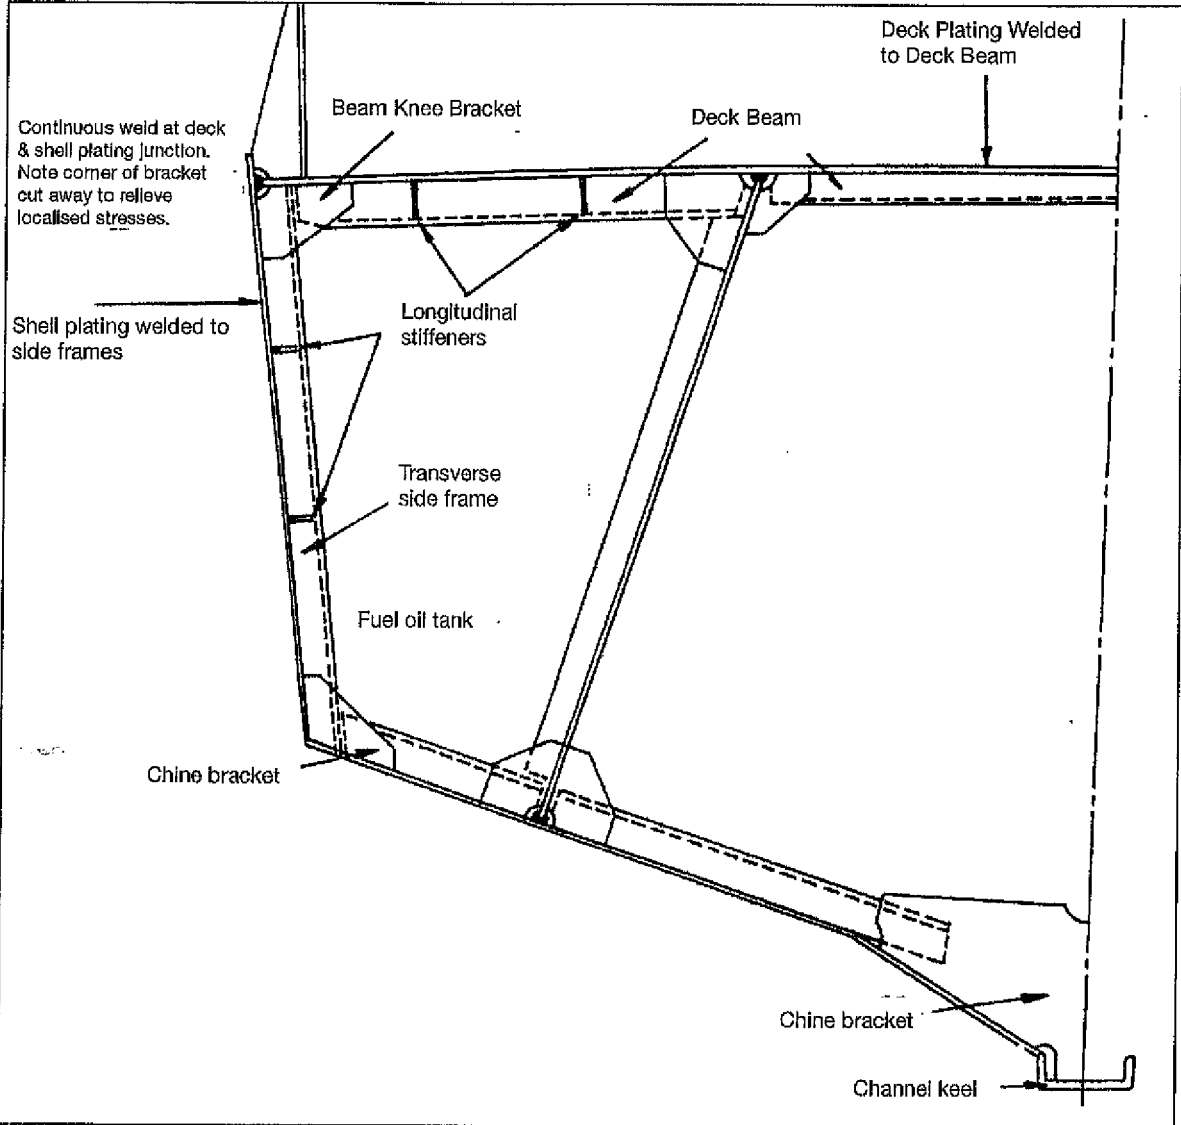 Deck Plating Welded
to Deck Beam
Beam Knee Bracket
Deck Beam
Continuous weld at deck
& shell plating junction.
Note corner of bracket
cut away to relieve
localised stresses.
Shell plating welded to
side frames
Longitudinal
stiffeners
Transverse
side frame
Fuel oil tank
Chine bracket
Chine bracket
Channel keel